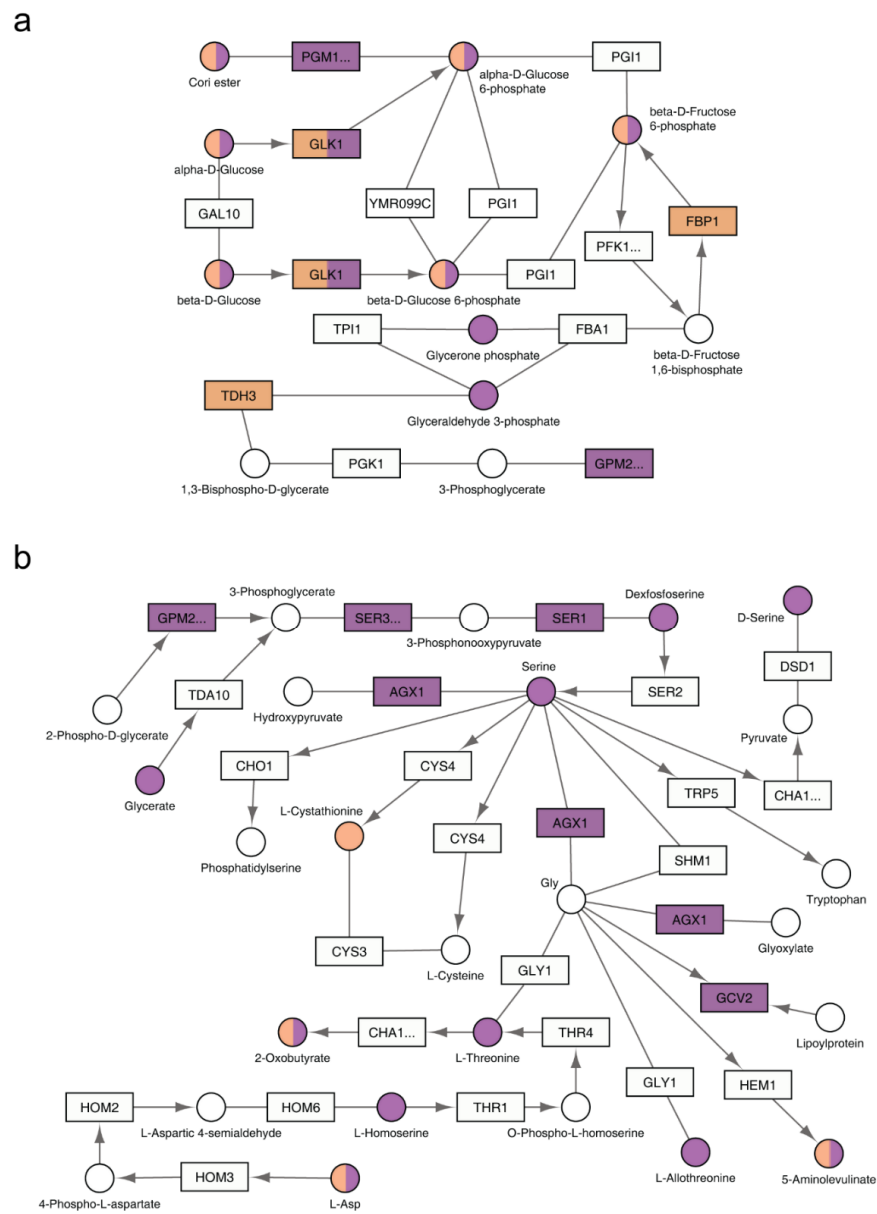 a
PGM1...
PGI1
Cori ester
alpha-D-Glucose
6-phosphate
beta-D-Fructose
6-phosphate
GLK1
alpha-D-Glucose
GAL10
YMR099C
PGI1
FBP1
PFK1...
GLK1
PGI1
beta-D-Glucose
beta-D-Glucose 6-phosphate
TPI1
FBA1
Glycerone phosphate
beta-D-Fructose
1,6-bisphosphate
TDH3
Glyceraldehyde 3-phosphate
PGK1
GPM2...
1,3-Bisphospho-D-glycerate
3-Phosphoglycerate
b
3-Phosphoglycerate
Dexfosfoserine
GPM2...
SER3...
SER1
D-Serine
3-Phosphonooxypyruvate
Serine
DSD1
TDA10
AGX1
SER2
Hydroxypyruvate
2-Phospho-D-glycerate
Pyruvate
CHO1
CYS4
TRP5
CHA1...
Glycerate
L-Cystathionine
AGX1
CYS4
SHM1
Phosphatidylserine
Gly
Tryptophan
AGX1
Glyoxylate
CYS3
L-Cysteine
GLY1
GCV2
CHA1...
THR4
Lipoylprotein
2-Oxobutyrate
L-Threonine
GLY1
HEM1
HOM2
HOM6
THR1
L-Aspartic 4-semialdehyde
L-Homoserine
O-Phospho-L-homoserine
HOM3
L-Allothreonine
5-Aminolevulinate
4-Phospho-L-aspartate
L-Asp